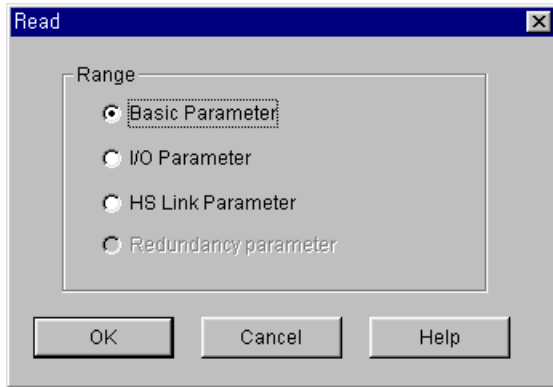 Read
Range
Basic Parameter
I/O Parameter
HS Link Parameter
Redundancy parameter
OK Cancel Help